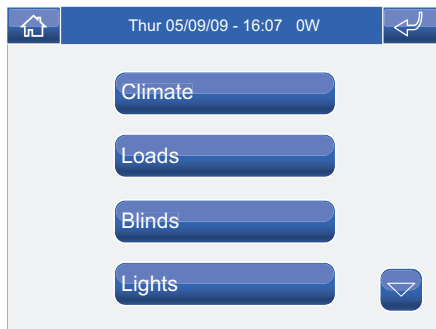 Thur 05/09/09 - 16:07 0W
Climate
Loads
Blinds
Lights